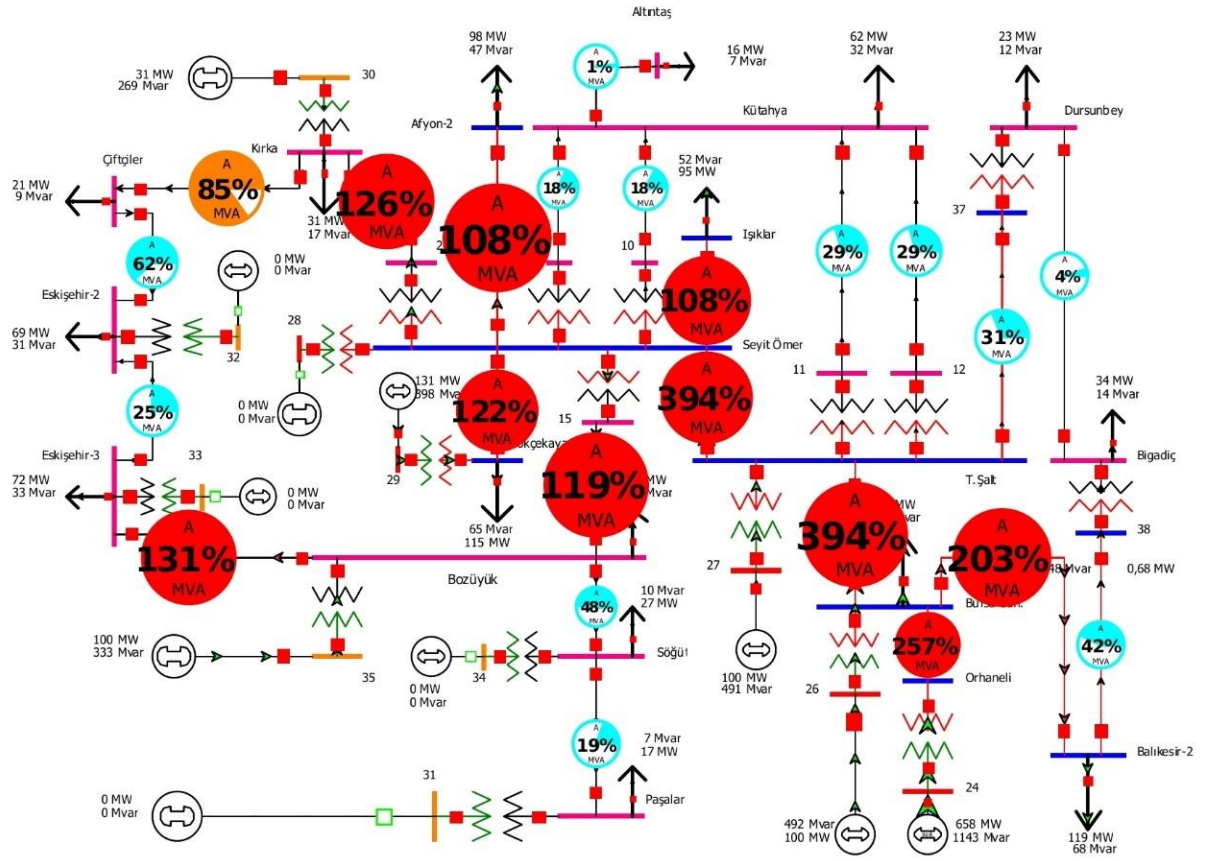 Altıntaş
98 MW
47 Mvar
A
1%
MVA
16 MW
7 Mvar
62 MW
32 Mvar
23 MW
12 Mvar
31 MW
269 Mvar
30
Afyon-2
Kütahya
Dursunbey
Kırka
Çiftçiler
A
85%
MVA
21 MW
9 Mvar
31 MW
17 Mvar
A
126%
MVA
A
108%
MVA
A
18%
MVA
A
18%
MVA
52 Mvar
95 MW
Işıklar
37
A
62%
MVA
0 MW
0 Mvar
10
A
29%
MVA
A
29%
MVA
A
4%
MVA
Eskişehir-2
69 MW
31 Mvar
32
28
A
108%
MVA
Seyit Ömer
A
31%
MVA
11
12
A
25%
MVA
0 MW
0 Mvar
131 MW
398 Mvar
A
122%
MVA
15
A
394%
MVA
34 MW
14 Mvar
Eskişehir-3
33
29
Bigadiç
T.Şalt
72 MW
33 Mvar
0 MW
0 Mvar
A
119%
MVA
65 Mvar
115 MW
A
131%
MVA
A
394%
MVA
A
203%
MVA
38
Bozüyük
27
48 Mvar
0,68 MW
A
48%
MVA
10 Mvar
27 MW
100 MW
333 Mvar
35
34
Söğüt
0 MW
0 Mvar
A
257%
MVA
A
42%
MVA
Orhaneli
100 MW
491 Mvar
26
A
19%
MVA
7 Mvar
17 MW
Balıkesir-2
31
Paşalar
0 MW
0 Mvar
24
492 Mvar
100 MW
658 MW
1143 Mvar
119 MW
68 Mvar